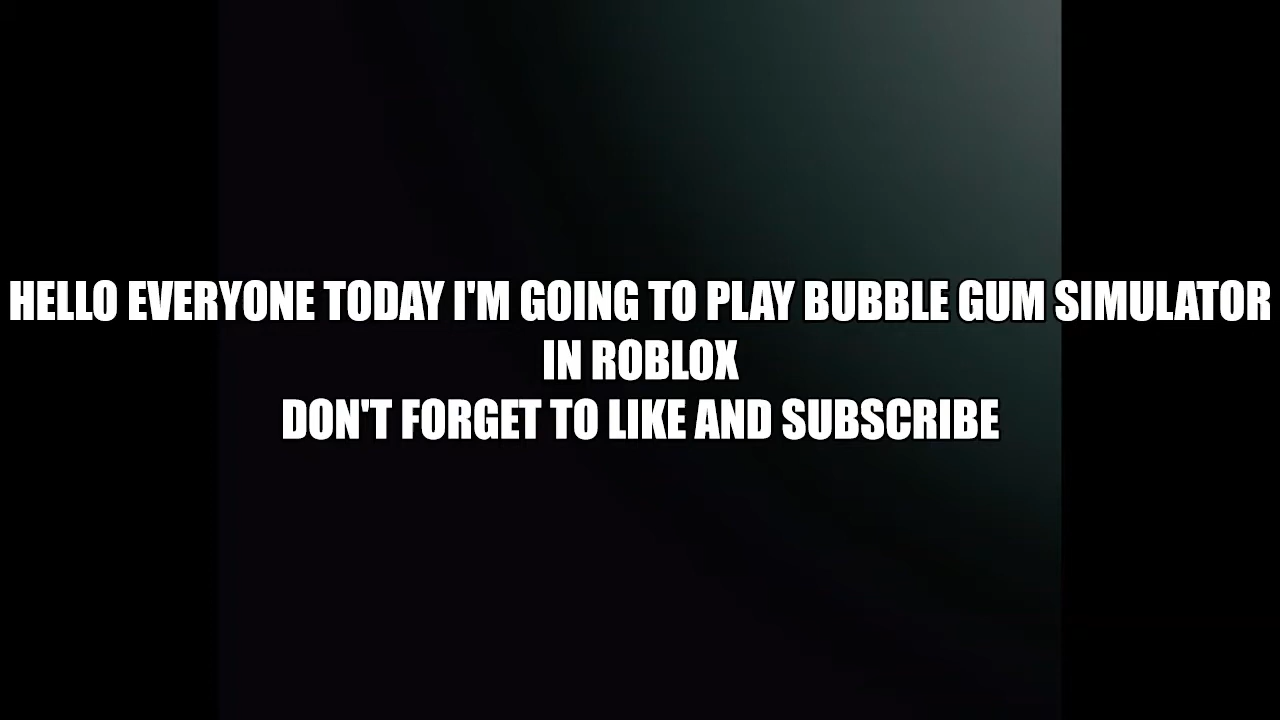 HELLO EVERYONE TODAY I'M GOING TO PLAY BUBBLE GUM SIMULATOR
IN ROBLOX
DON'T FORGET TO LIKE AND SUBSCRIBE